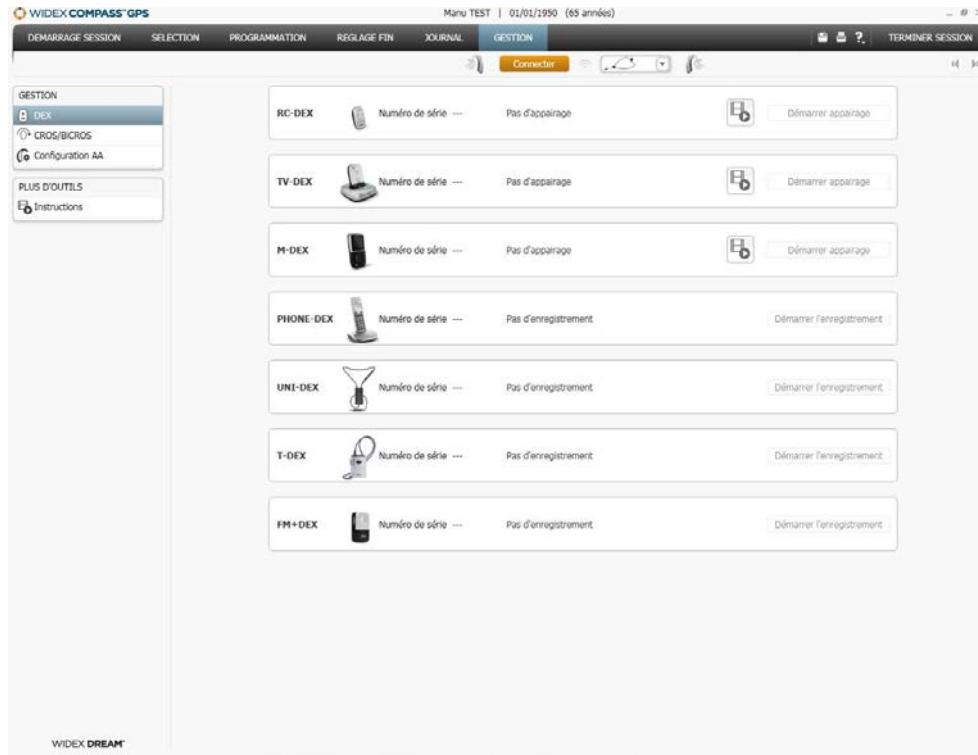 WIDEX COMPASS™ GPS
Manu TEST | 01/01/1950 (65 années)
DEMARRAGE SESSION SELECTION PROGRAMMATION REGLAGE FIN JOURNAL GESTION ? TERMINER SESSION
Connecter
GESTION
DEX
CROS/BICROS
Configuration AA
PLUS D'OUTILS
Instructions
RC-DEX Numéro de série --- Pas d'appairage Démarrer appairage
TV-DEX Numéro de série --- Pas d'appairage Démarrer appairage
M-DEX Numéro de série --- Pas d'appairage Démarrer appairage
PHONE-DEX Numéro de série --- Pas d'enregistrement Démarrer l'enregistrement
UNI-DEX Numéro de série --- Pas d'enregistrement Démarrer l'enregistrement
T-DEX Numéro de série --- Pas d'enregistrement Démarrer l'enregistrement
FM+DEX Numéro de série --- Pas d'enregistrement Démarrer l'enregistrement
WIDEX DREAM™